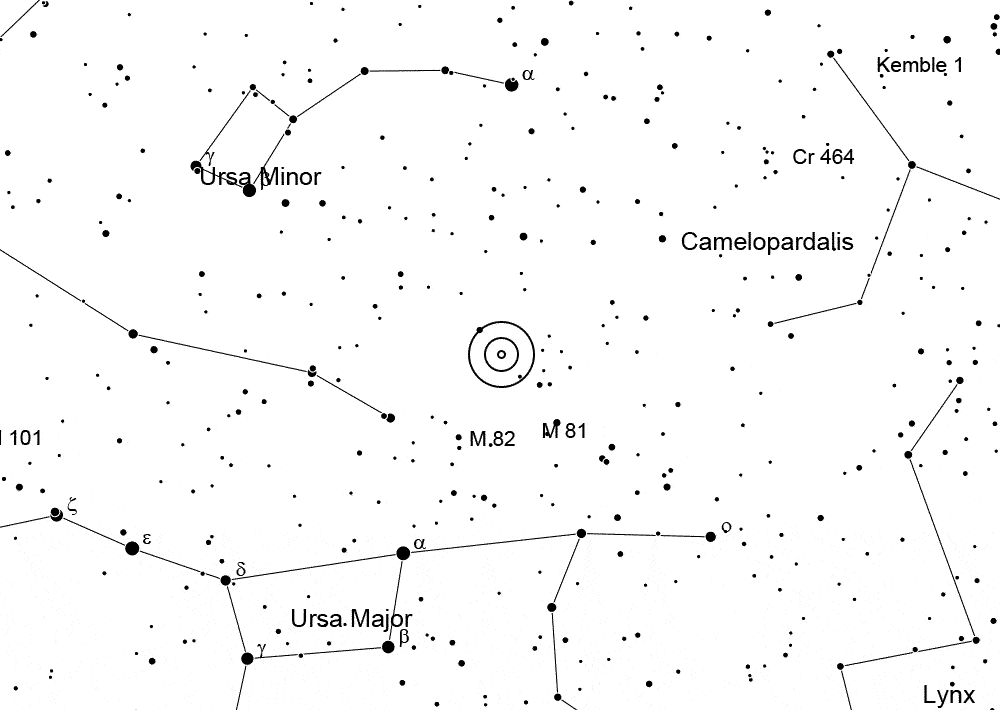 Kemble 1
α
Cr 464
γ
Ursa Minor
β
Camelopardalis
M 101
M 82
M 81
ζ
ε
α
ο
δ
Ursa Major
β
γ
Lynx